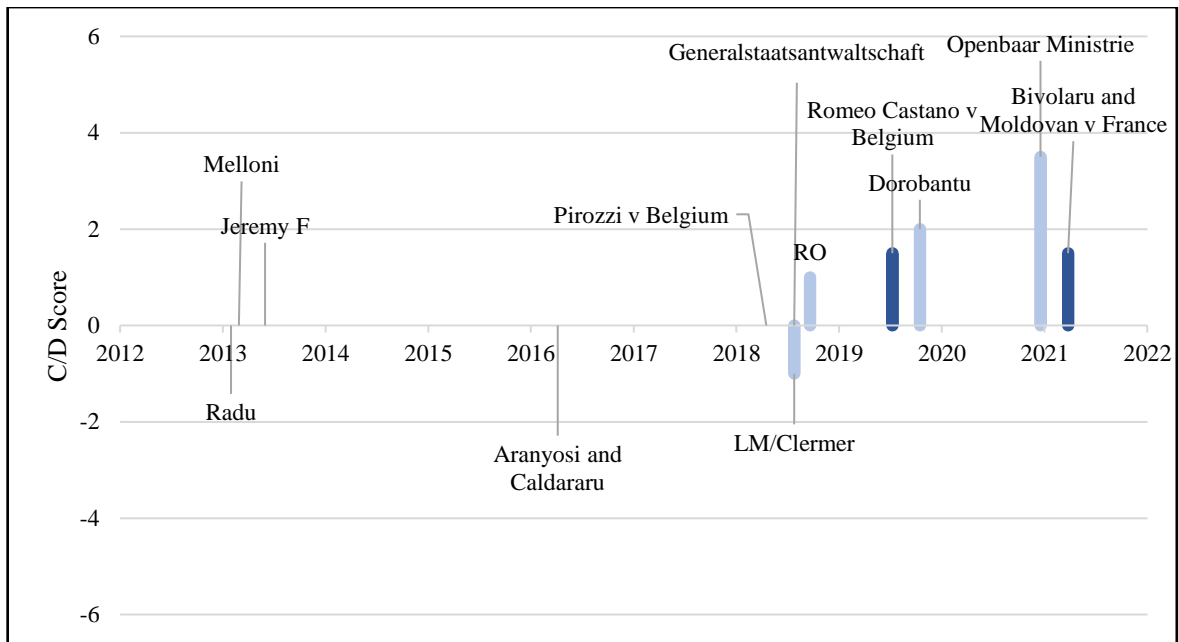 6
Generalstaatsantwaltschaft
Openbaar Ministrie
Romeo Castano v
Belgium
Bivolaru and
Moldovan v France
4
Melloni
Jeremy F
Pirozzi v Belgium
Dorobantu
2
RO
C/D Score
0
2012 2013 2014 2015 2016 2017 2018 2019 2020 2021 2022
Radu
-2
Aranyosi and
Caldararu
LM/Clermer
-4
-6